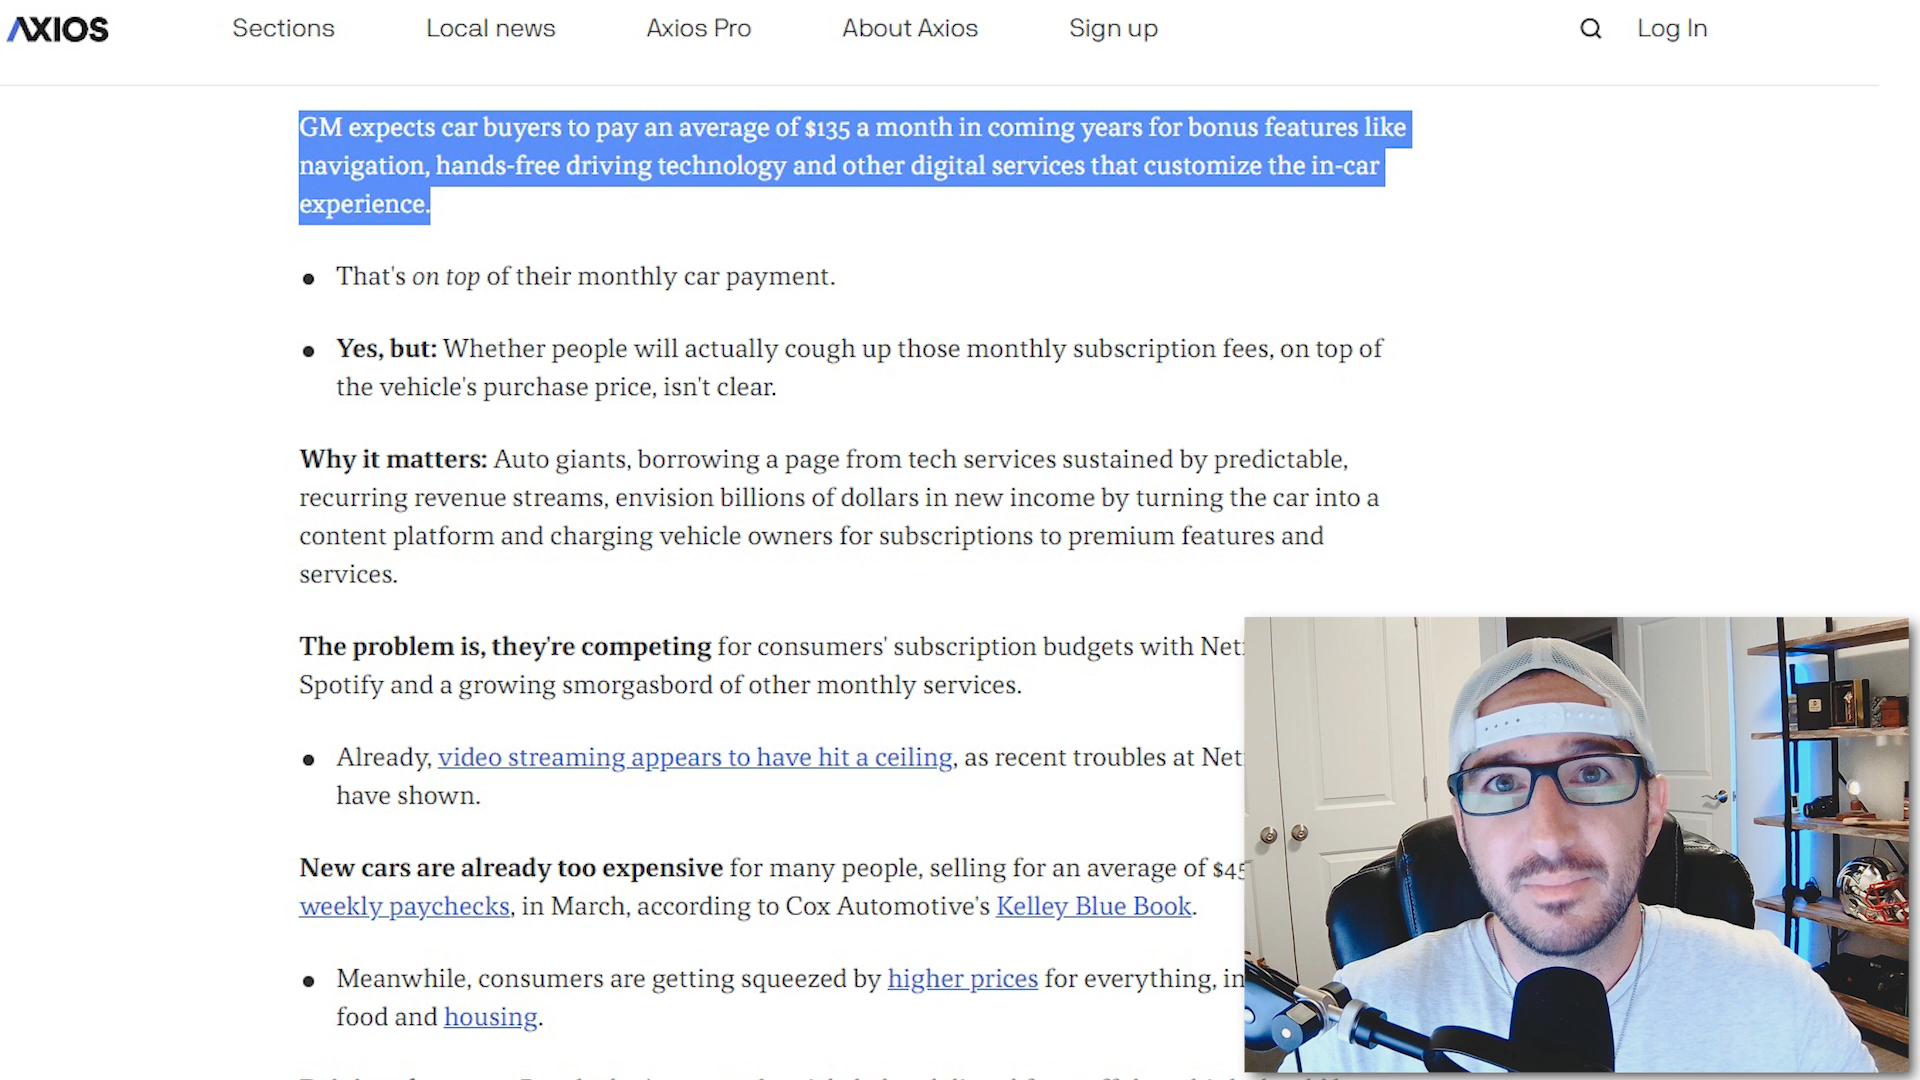 AXIOS Sections Local news Axios Pro About Axios Sign up Log In
GM expects car buyers to pay an average of $135 a month in coming years for bonus features like
navigation, hands-free driving technology and other digital services that customize the in-car
experience.
• That's on top of their monthly car payment.
• Yes, but: Whether people will actually cough up those monthly subscription fees, on top of
the vehicle's purchase price, isn't clear.
Why it matters: Auto giants, borrowing a page from tech services sustained by predictable,
recurring revenue streams, envision billions of dollars in new income by turning the car into a
content platform and charging vehicle owners for subscriptions to premium features and
services.
The problem is, they're competing for consumers' subscription budgets with
Spotify and a growing smorgasbord of other monthly services.
• Already, video streaming appears to have hit a ceiling, as recent troubles at
have shown.
New cars are already too expensive for many people, selling for an average of
weekly paychecks, in March, according to Cox Automotive's Kelley Blue Book.
• Meanwhile, consumers are getting squeezed by higher prices for everything,
food and housing.